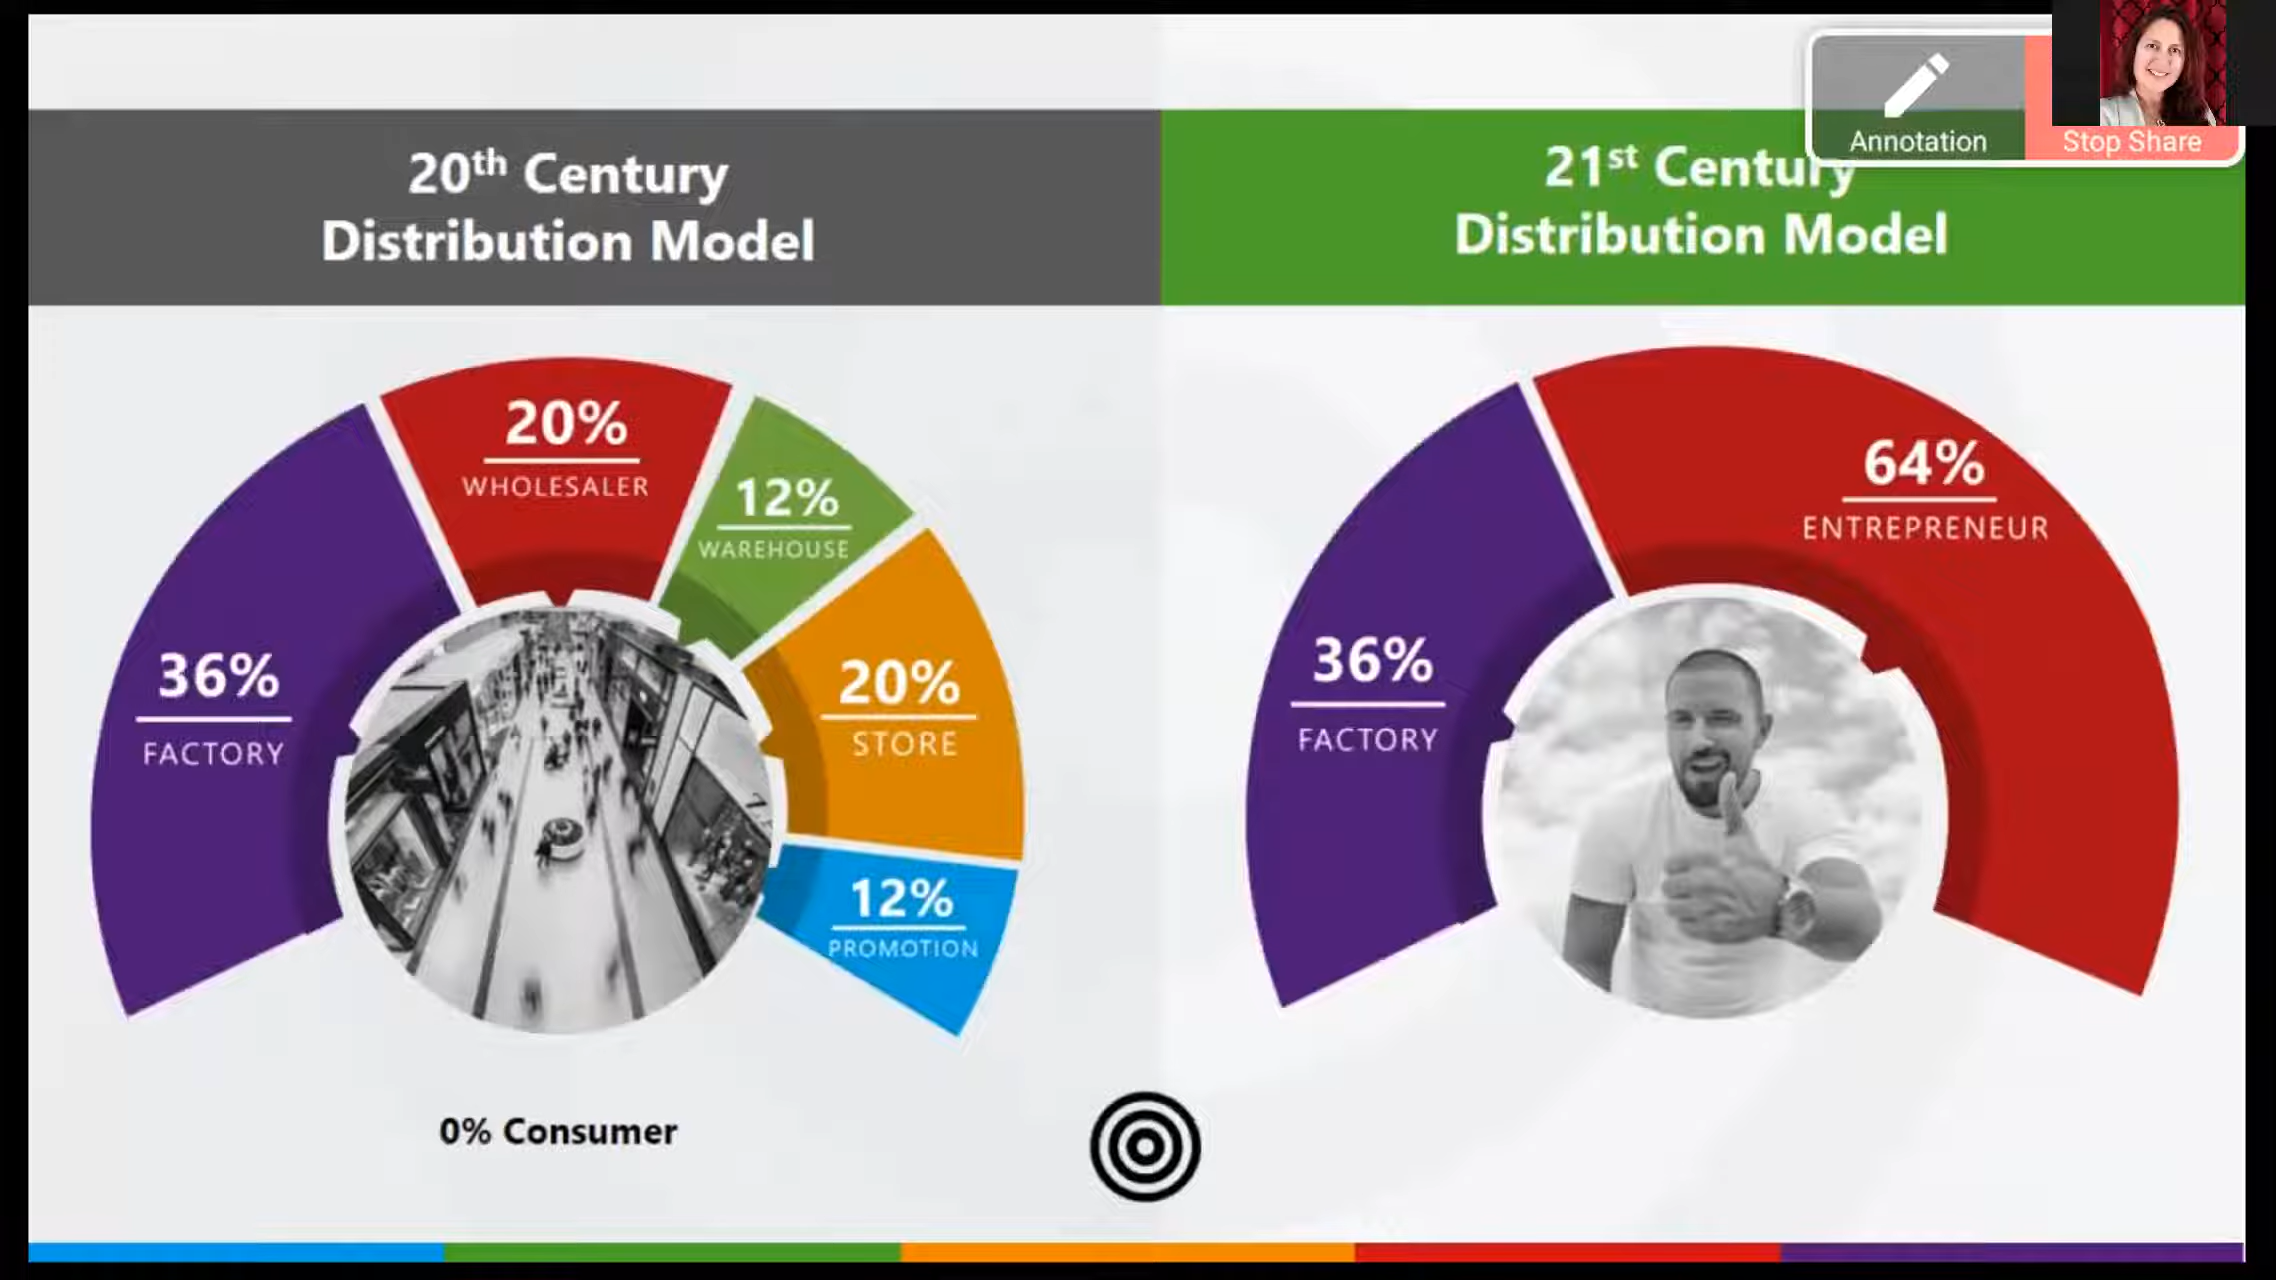 Annotation
Stop Share
20th Century
Distribution Model
21st Century
Distribution Model
36%
FACTORY
20%
WHOLESALER
12%
WAREHOUSE
20%
STORE
12%
PROMOTION
0% Consumer
36%
FACTORY
64%
ENTREPRENEUR